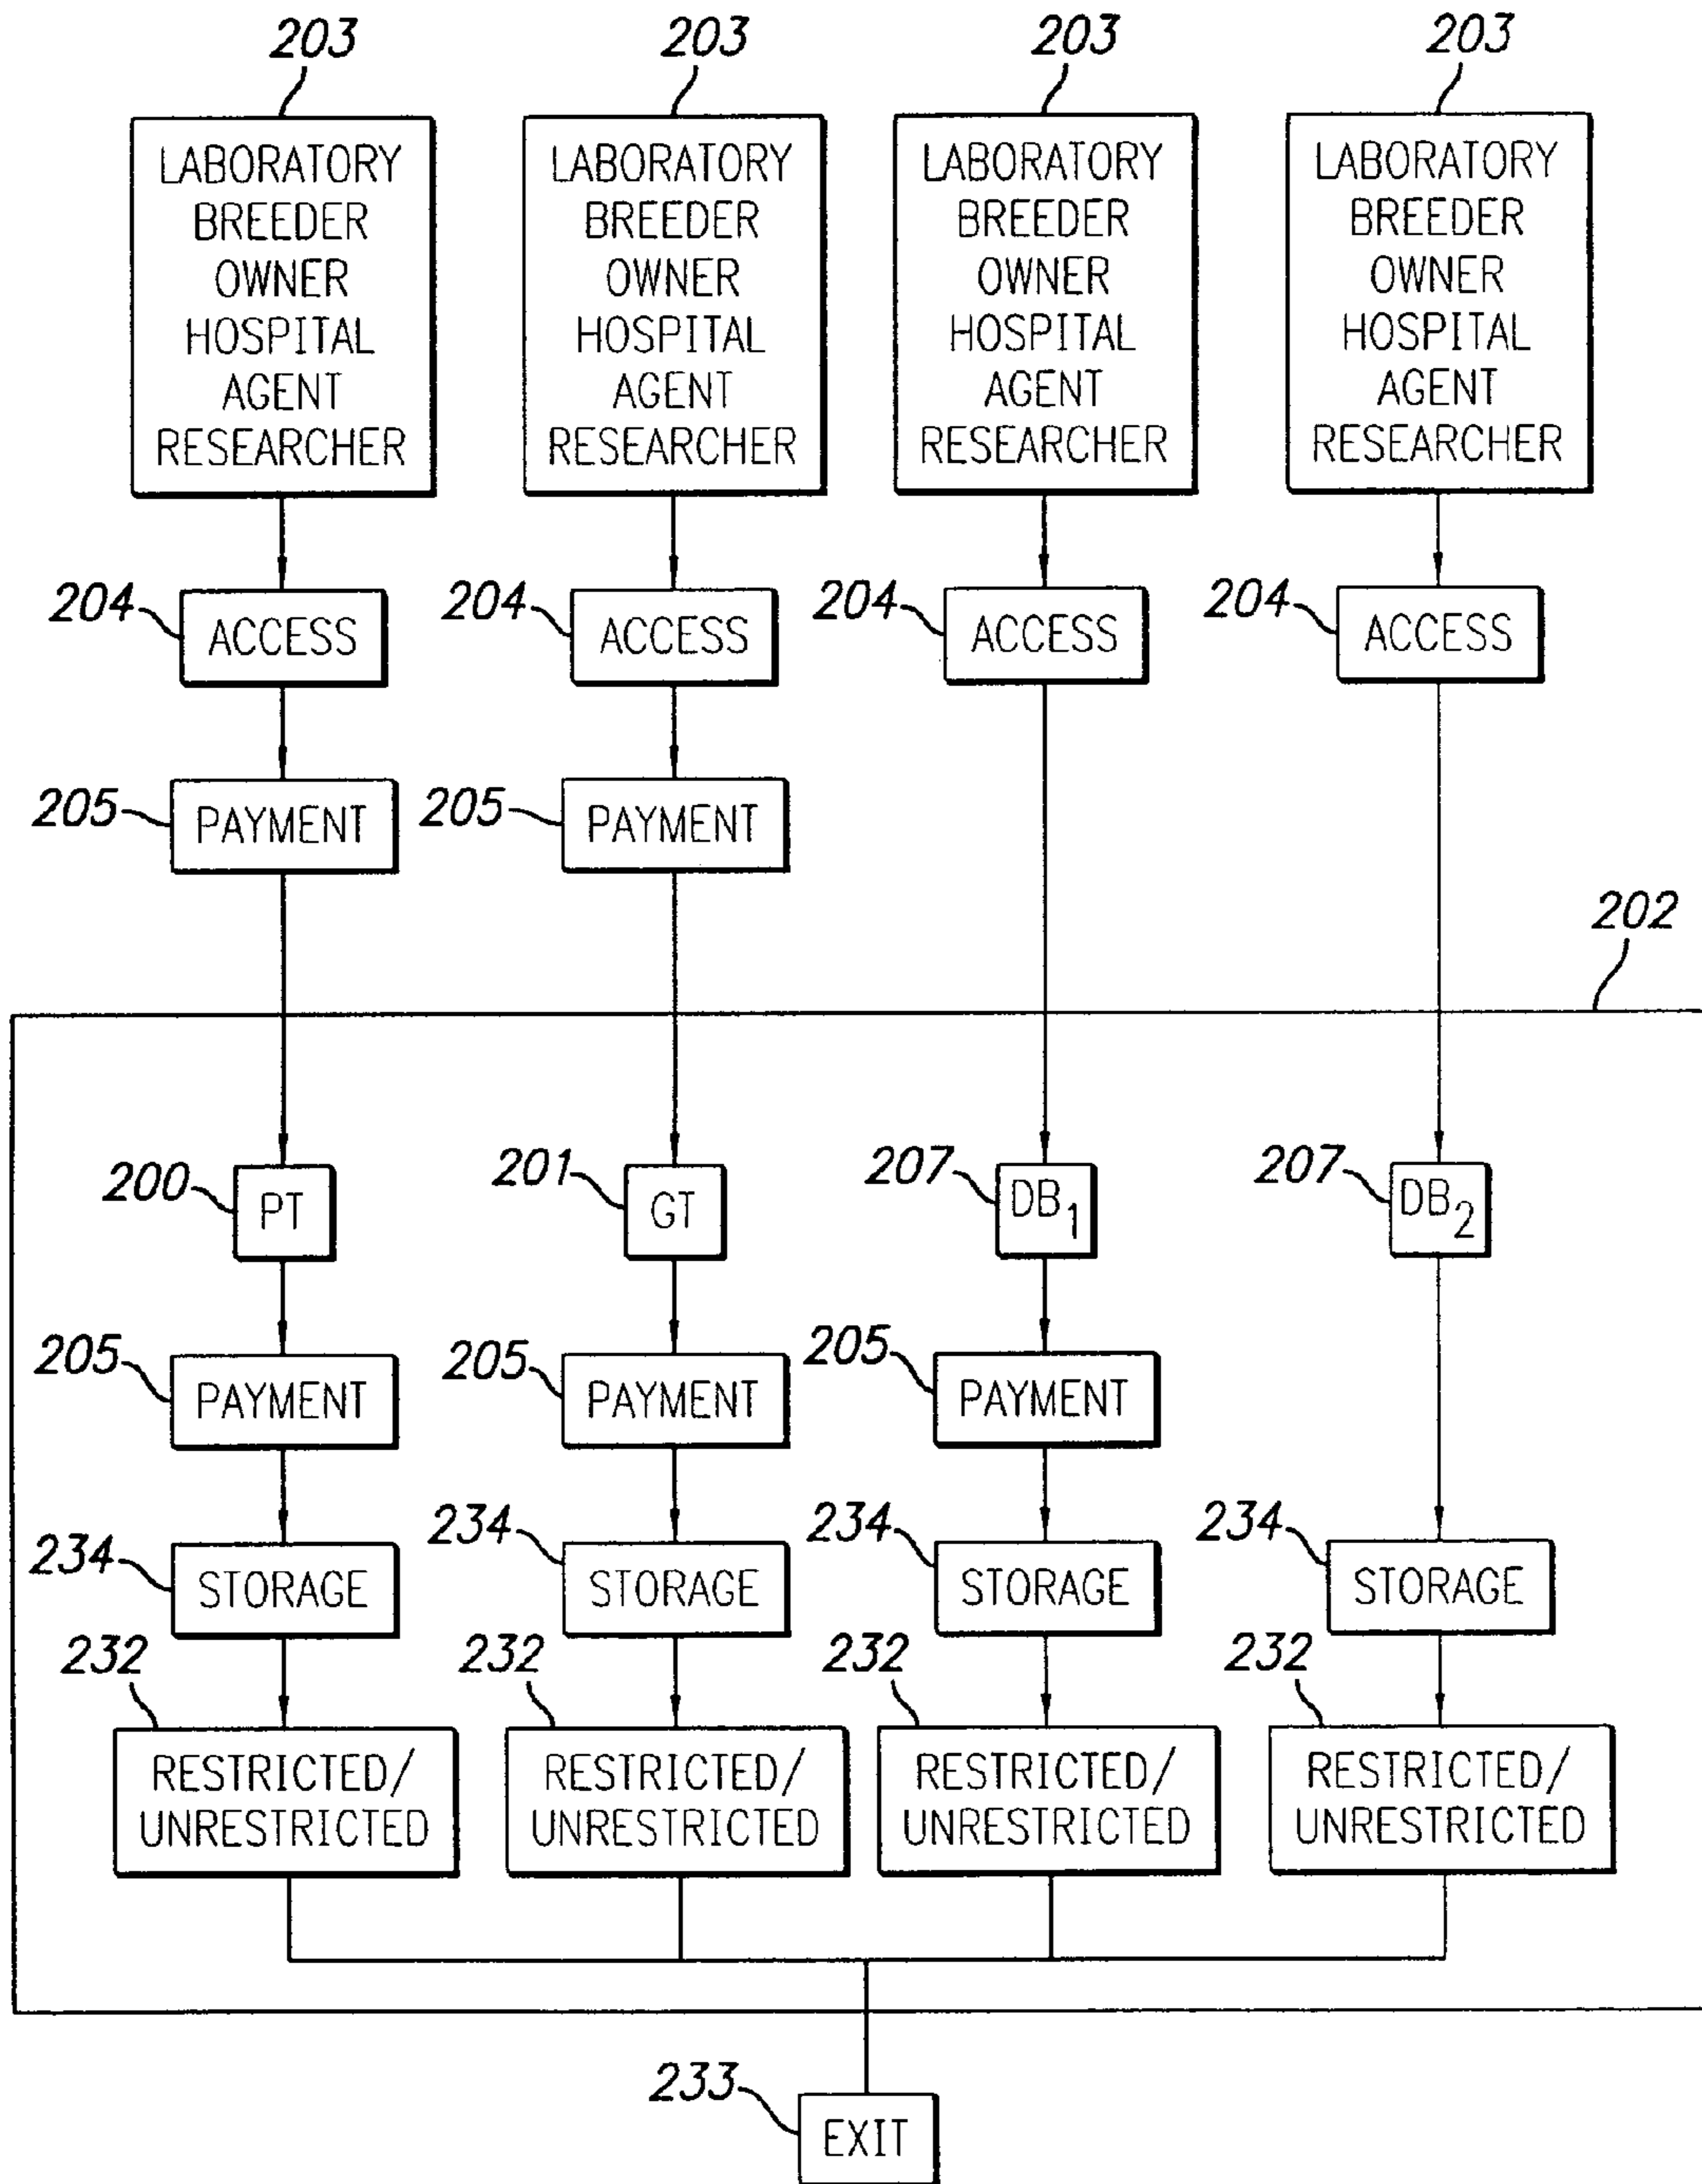 203
203
203
203
LABORATORY
BREEDER
OWNER
HOSPITAL
AGENT
RESEARCHER
LABORATORY
BREEDER
OWNER
HOSPITAL
AGENT
RESEARCHER
LABORATORY
BREEDER
OWNER
HOSPITAL
AGENT
RESEARCHER
LABORATORY
BREEDER
OWNER
HOSPITAL
AGENT
RESEARCHER
204
ACCESS
204
ACCESS
204
ACCESS
204
ACCESS
205
PAYMENT
205
PAYMENT
202
200
PT
201
GT
207
DB1
207
DB2
205
PAYMENT
205
PAYMENT
205
PAYMENT
234
STORAGE
234
STORAGE
234
STORAGE
234
STORAGE
232
RESTRICTED/
UNRESTRICTED
232
RESTRICTED/
UNRESTRICTED
232
RESTRICTED/
UNRESTRICTED
232
RESTRICTED/
UNRESTRICTED
233
EXIT